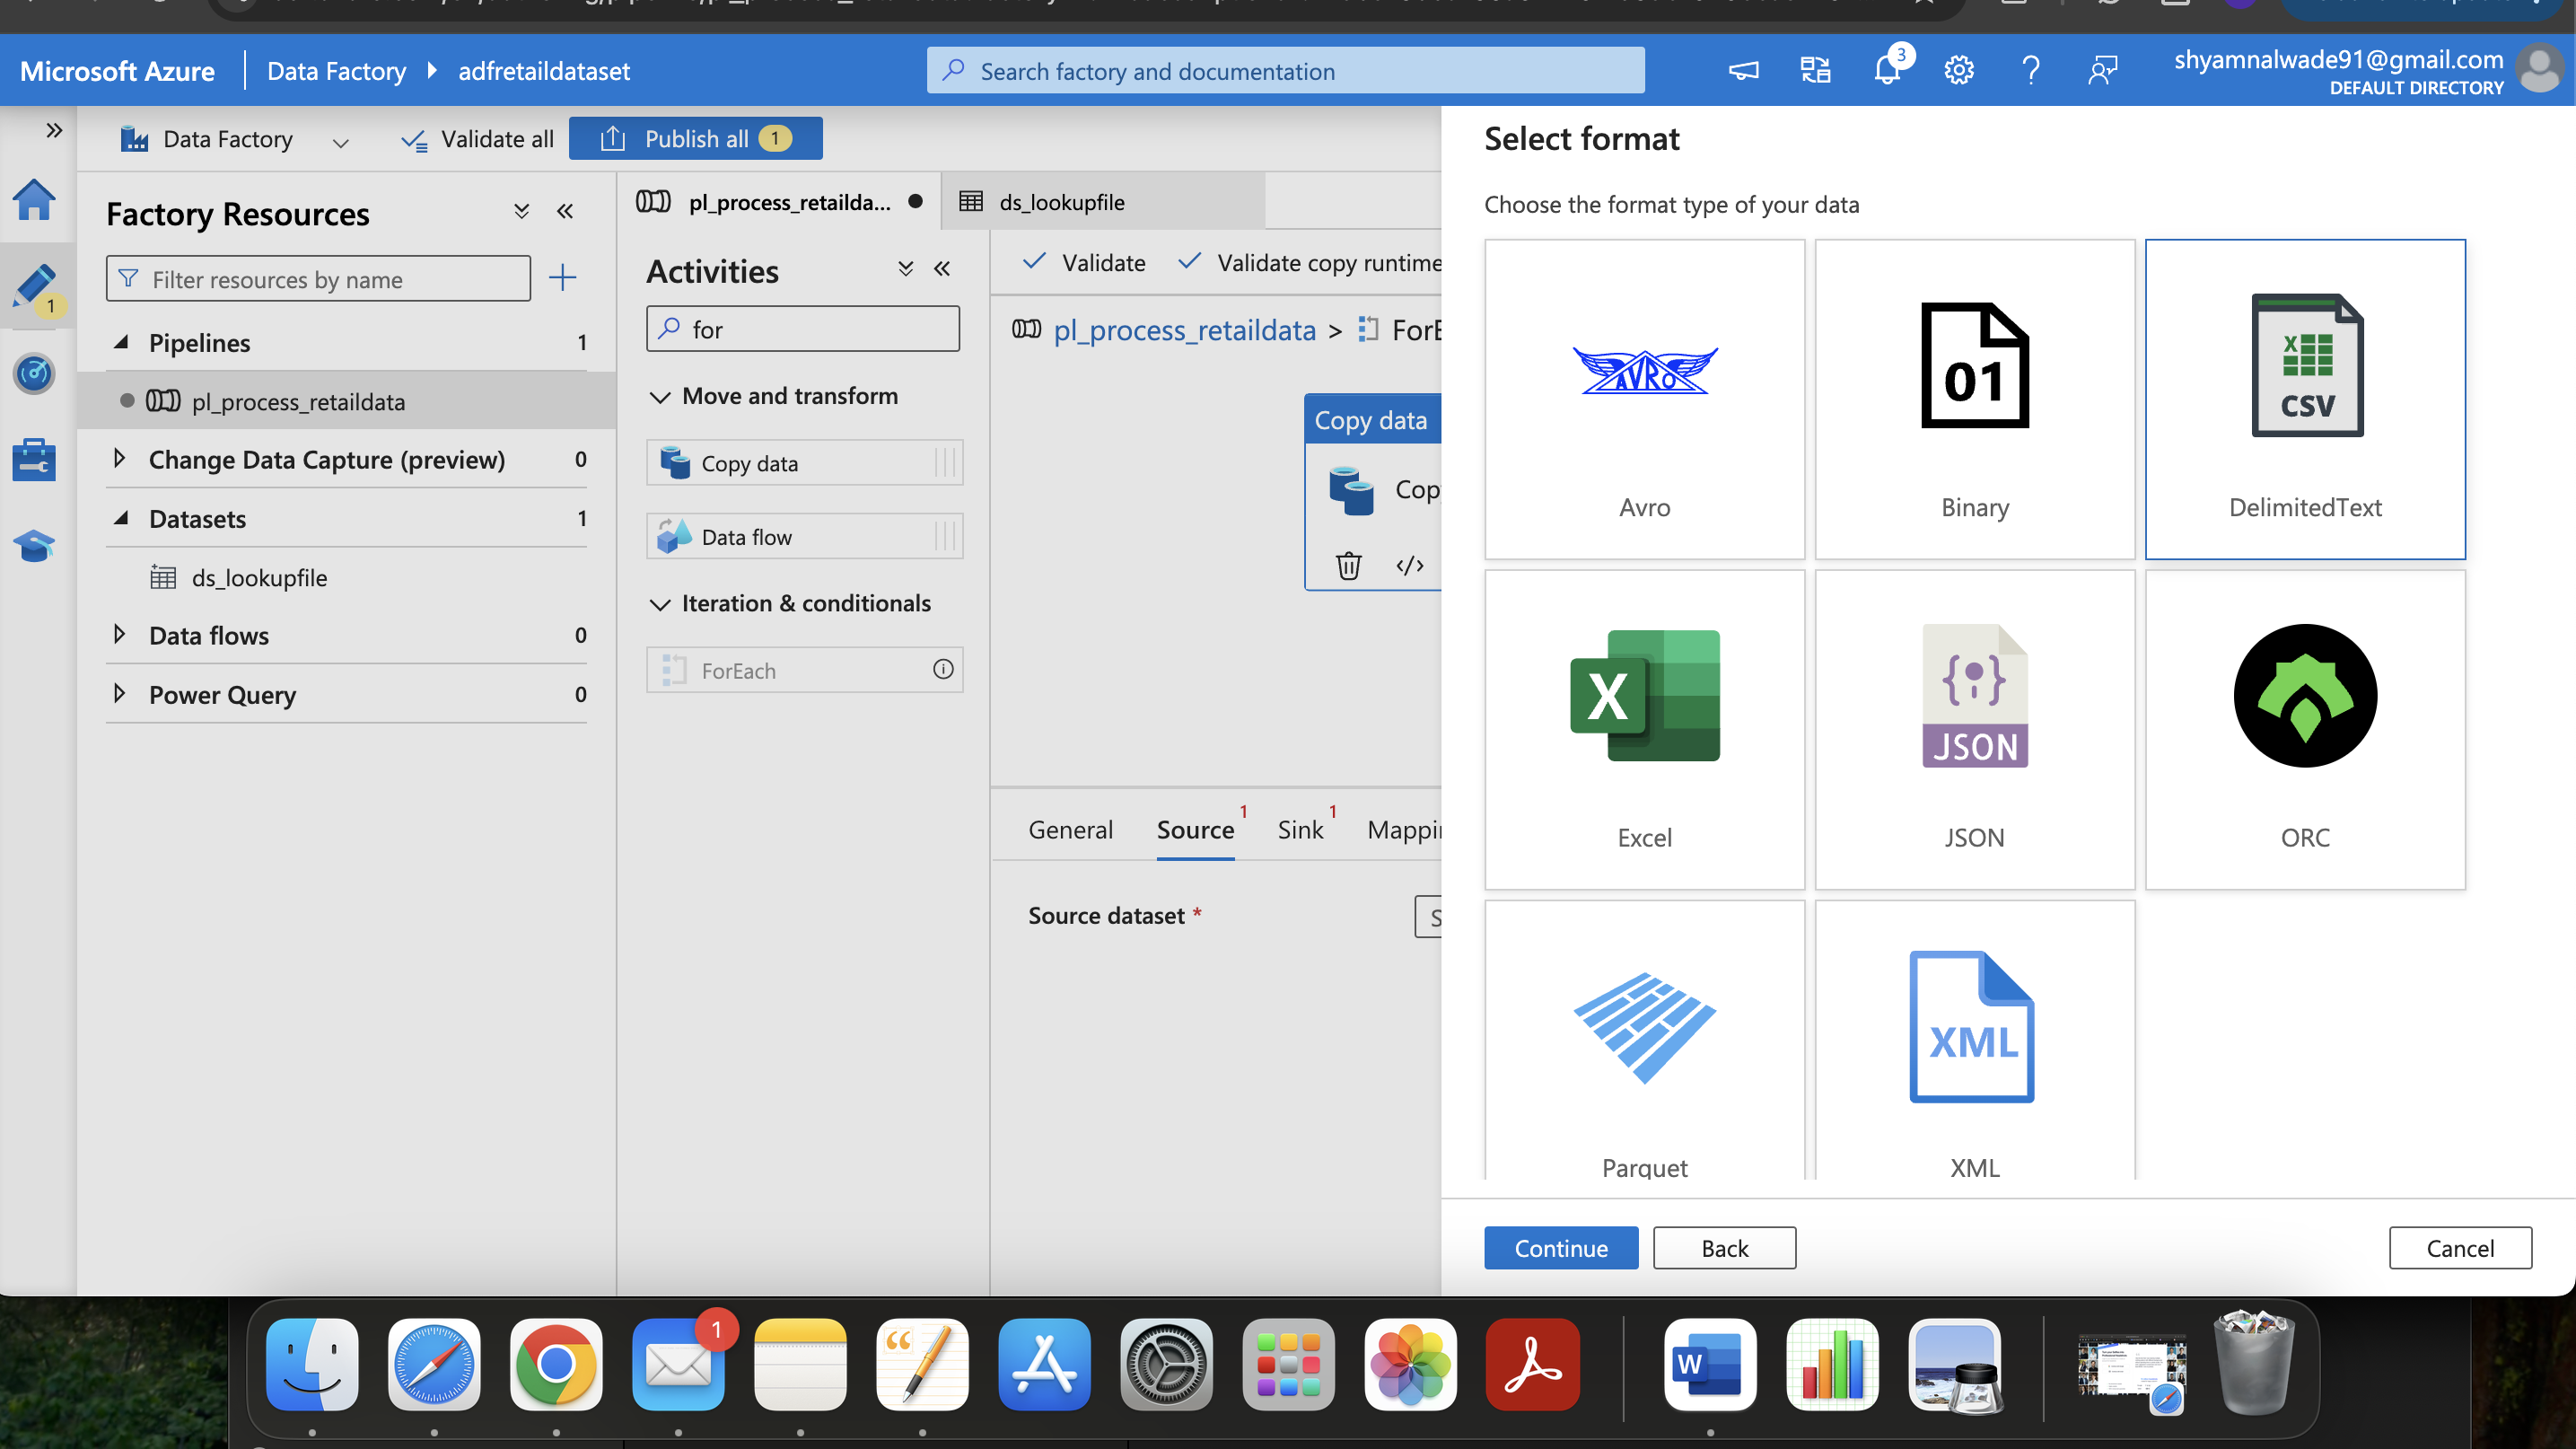 Microsoft Azure
Data Factory
adfretaildataset
Search factory and documentation
3
shyamnalwade91@gmail.com
DEFAULT DIRECTORY
Data Factory
Validate all
Publish all
1
1
Factory Resources
Filter resources by name
Pipelines
1
pl_process_retaildata
Change Data Capture (preview)
0
Datasets
1
ds_lookupfile
Data flows
0
Power Query
0
pl_process_retailda...
ds_lookupfile
Activities
for
Move and transform
Copy data
Data flow
Iteration & conditionals
ForEach
Validate
Validate copy runtime
pl_process_retaildata > ForE
Copy data
Cop
General
Source
1
Sink
1
Mappin
Source dataset *
S
Select format
Choose the format type of your data
AVRO
Avro
01
Binary
X
CSV
DelimitedText
X
Excel
JSON
JSON
ORC
Parquet
XML
XML
Continue
Back
Cancel
1
W